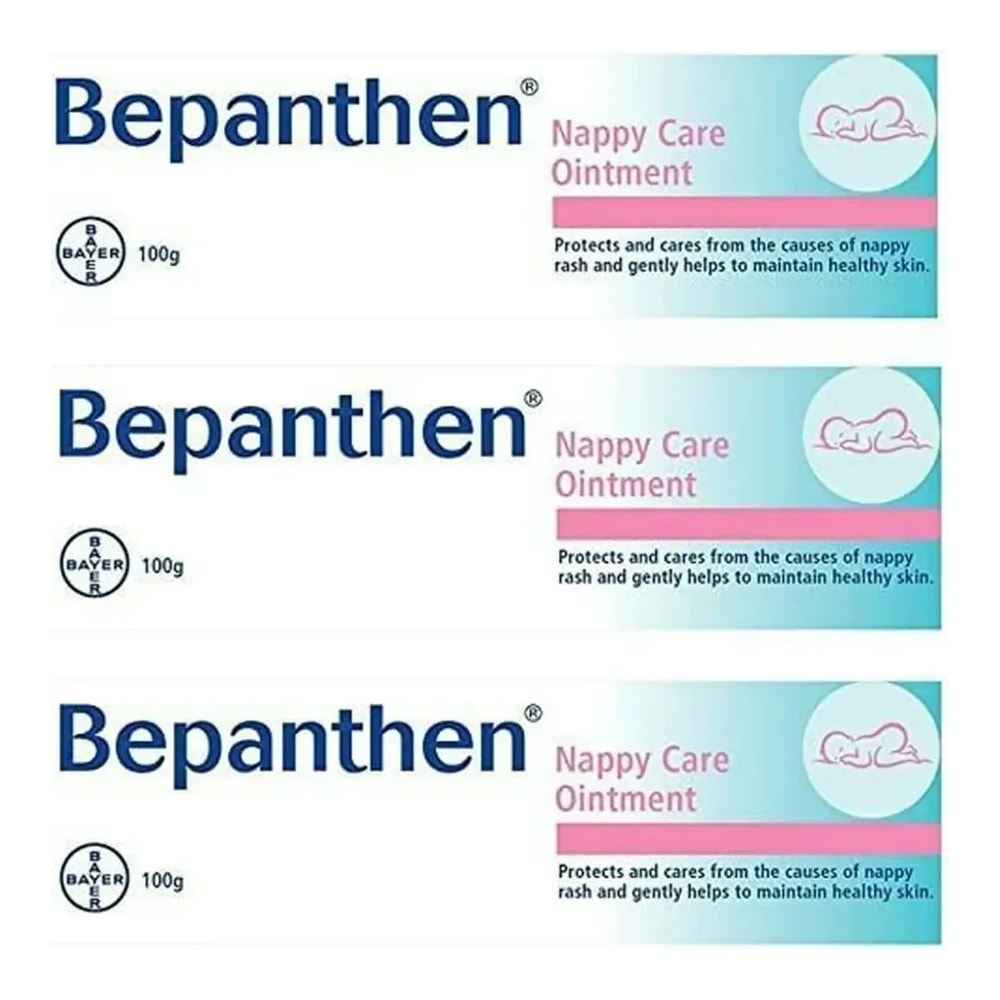 Bepanthen®
Nappy Care
Ointment
BAYER
BAYER
100g
Protects and cares from the causes of nappy
rash and gently helps to maintain healthy skin.
Bepanthen®
Nappy Care
Ointment
BAYER
BAYER
100g
Protects and cares from the causes of nappy
rash and gently helps to maintain healthy skin.
Bepanthen®
Nappy Care
Ointment
BAYER
BAYER
100g
Protects and cares from the causes of nappy
rash and gently helps to maintain healthy skin.